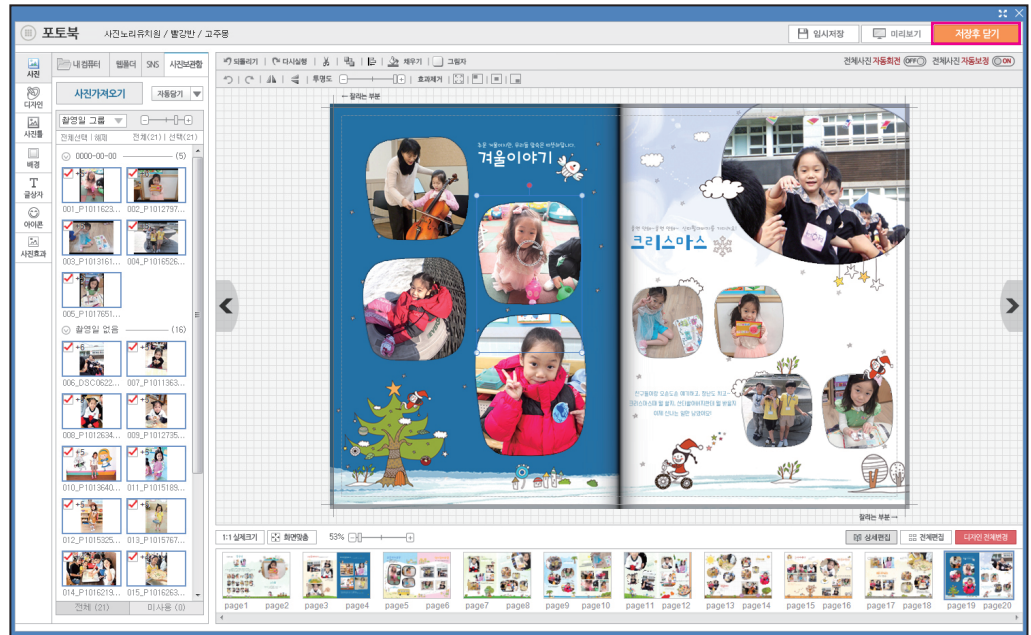 포토북 사진노리유치원 / 빨강반 / 고주몽
임시저장 미리보기 저장후 닫기
사진
디자인
사진틀
배경
글상자
아이콘
사진효과
내컴퓨터 웹폴더 SNS 사진보관함
사진가져오기 자동담기
촬영일 그룹
전체선택 | 해제 전체(21) | 선택(21)
0000-00-00 (5)
001_P1011623... 002_P1012797...
003_P1013161... 004_P1016526...
005_P1017651...
촬영일 없음 (16)
006_DSC0622... 007_P1011363...
008_P1012634... 009_P1012735...
010_P1013640... 011_P1015189...
012_P1015325... 013_P1015767...
014_P1016219... 015_P1016263...
전체 (21) 미사용 (0)
되돌리기 다시실행 채우기 그림자
전체사진 자동회전 OFF 전체사진 자동보정 ON
투명도 효과제거
← 잘리는 부분
겨울이야기
크리스마스
잘리는 부분 →
1:1 실제크기 화면맞춤 53%
상세편집 전체편집 디자인 전체변경
page1 page2 page3 page4 page5 page6 page7 page8 page9 page10 page11 page12 page13 page14 page15 page16 page17 page18 page19 page20